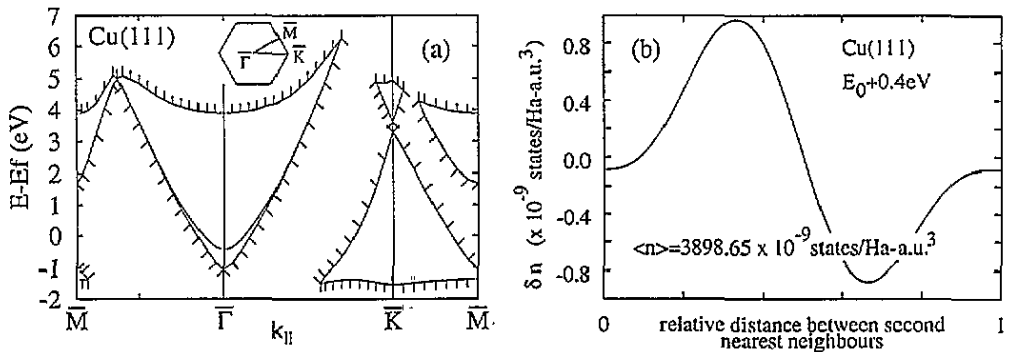 Cu(111)
(a)
M̅
Γ̅
K̅
E-Ef (eV)
7
6
5
4
3
2
1
0
-1
-2
M̅
Γ̅
k||
K̅
M̅
(b)
Cu(111)
E₀+0.4eV
δn (x 10⁻⁹ states/Ha-a.u.³)
0.8
0.4
0.0
-0.4
-0.8
<n>=3898.65 x 10⁻⁹ states/Ha-a.u.³
0
relative distance between second
nearest neighbours
1